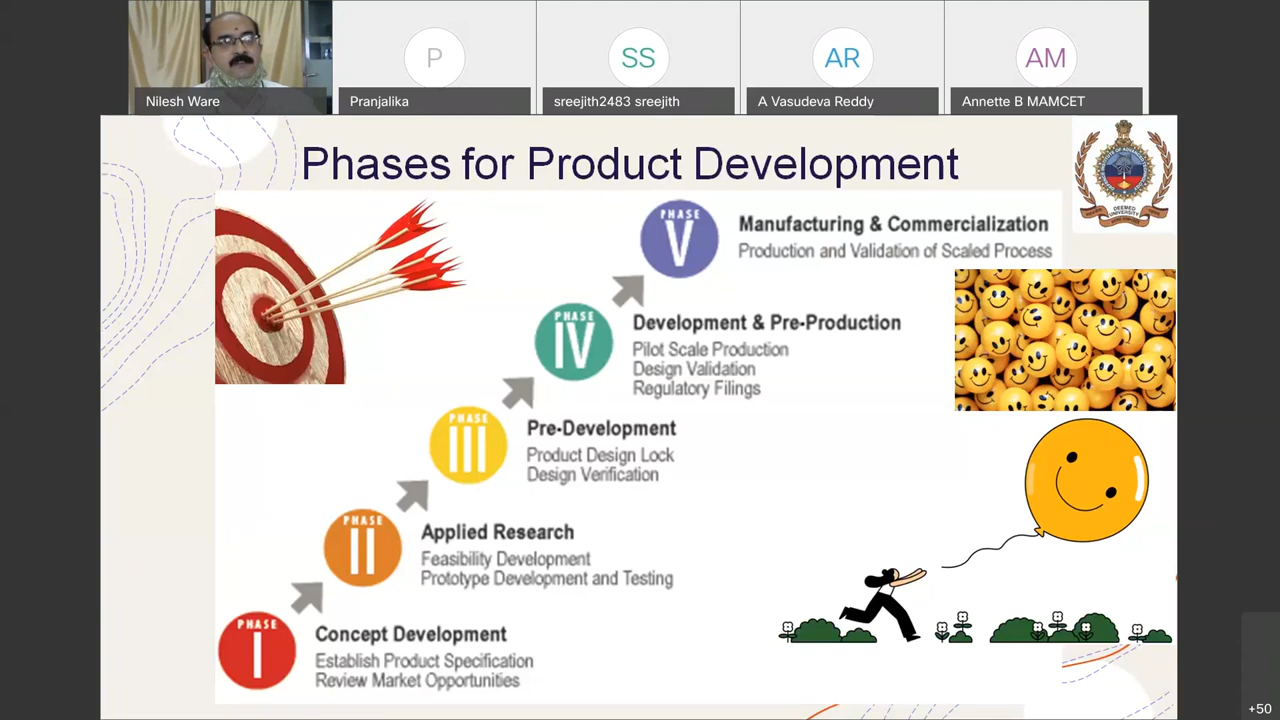 P
SS
AR
AM
Nilesh Ware
Pranjalika
sreejith2483 sreejith
A Vasudeva Reddy
Annette B MAMCET
Phases for Product Development
DEEMED
UNIVERSITY
PHASE
V
Manufacturing & Commercialization
Production and Validation of Scaled Process
PHASE
IV
Development & Pre-Production
Pilot Scale Production
Design Validation
Regulatory Filings
PHASE
III
Pre-Development
Product Design Lock
Design Verification
PHASE
II
Applied Research
Feasibility Development
Prototype Development and Testing
PHASE
I
Concept Development
Establish Product Specification
Review Market Opportunities
+50